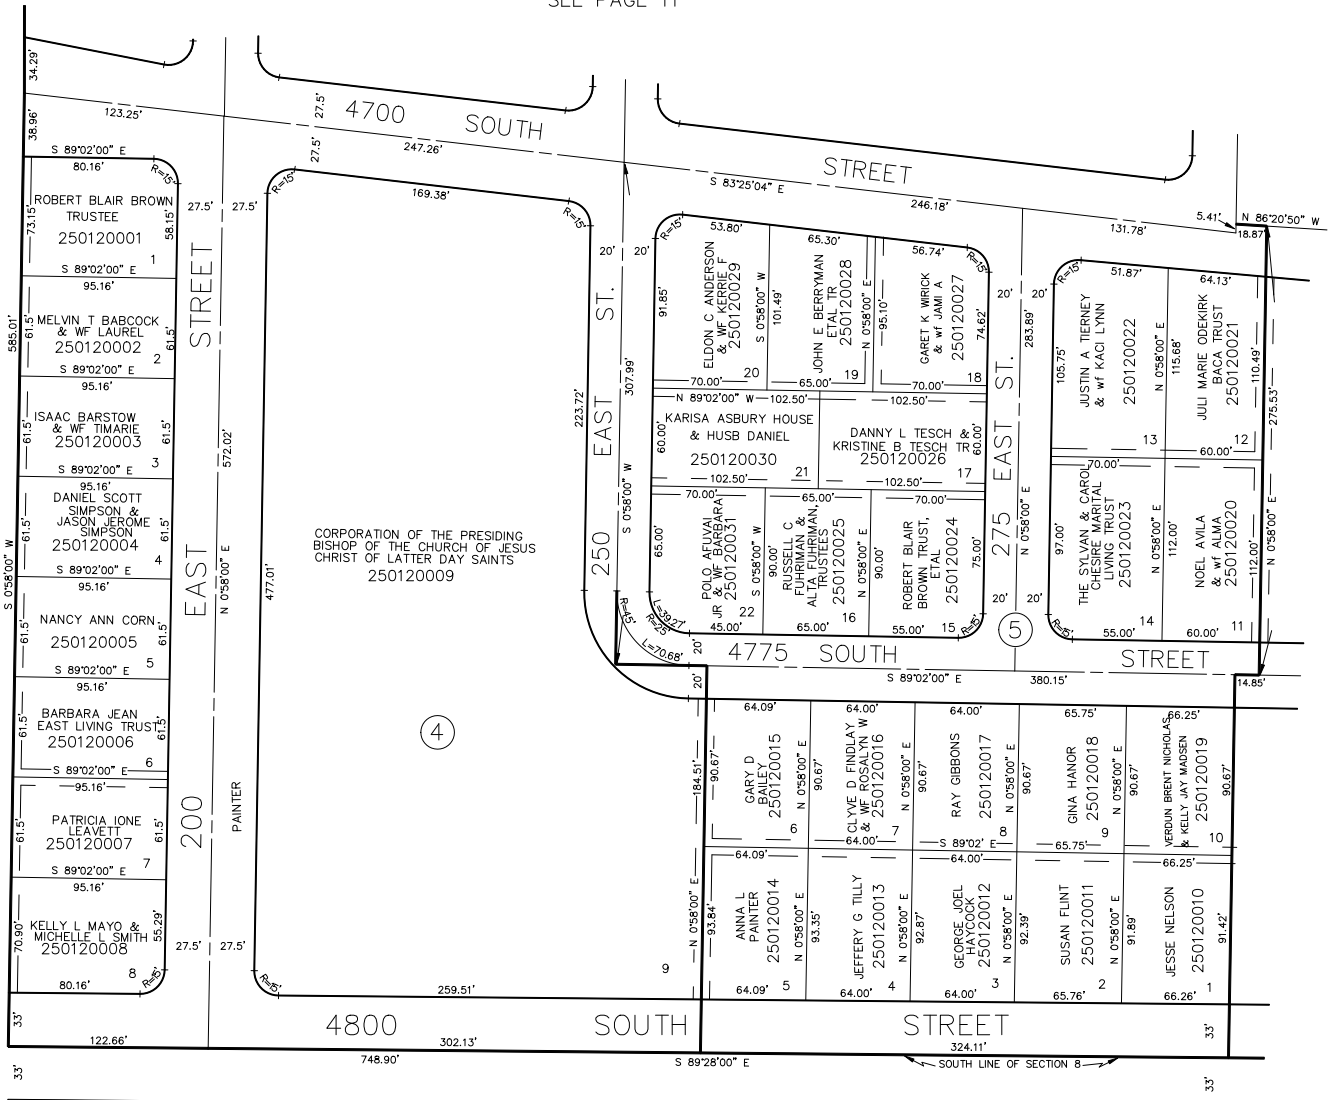 SEE PAGE 11
34.29'
38.96'
123.25'
27.5'
4700 SOUTH STREET
27.5'
247.26'
S 83°25'04" E
246.18'
131.78'
5.41'
N 86°20'50" W
18.87'
S 89°02'00" E
80.16'
R=15'
ROBERT BLAIR BROWN
TRUSTEE
250120001
1
73.15'
58.15'
S 89°02'00" E
95.16'
MELVIN T BABCOCK
& WF LAUREL
250120002
2
61.5'
61.5'
S 89°02'00" E
95.16'
ISAAC BARSTOW
& WF TIMARIE
250120003
3
61.5'
61.5'
S 89°02'00" E
95.16'
DANIEL SCOTT
SIMPSON &
JASON JEROME
SIMPSON
250120004
4
61.5'
61.5'
S 89°02'00" E
95.16'
NANCY ANN CORN
250120005
5
61.5'
61.5'
S 89°02'00" E
95.16'
BARBARA JEAN
EAST LIVING TRUST
250120006
6
61.5'
61.5'
S 89°02'00" E
95.16'
PATRICIA IONE
LEAVETT
250120007
7
61.5'
61.5'
S 89°02'00" E
95.16'
KELLY L MAYO &
MICHELLE L SMITH
250120008
8
70.90'
55.29'
80.16'
R=15'
585.01'
S 0°58'00" W
33'
122.66'
33'
27.5' 27.5'
200 EAST STREET
572.02'
N 0°58'00" E
PAINTER
27.5' 27.5'
R=15'
169.38'
R=15'
477.01'
223.72'
CORPORATION OF THE PRESIDING
BISHOP OF THE CHURCH OF JESUS
CHRIST OF LATTER DAY SAINTS
250120009
4
9
184.51'
N 0°58'00" E
259.51'
R=15'
20' 20'
250 EAST ST.
307.99'
S 0°58'00" W
R=15'
53.80'
91.85'
ELDON C ANDERSON
& WF KERRIE F
250120029
S 0°58'00" W
101.49'
20
70.00'
65.30'
JOHN E BERRYMAN
ETAL TR
250120028
N 0°58'00" E
95.10'
19
65.00'
56.74'
R=15'
GARET K WIRICK
& wf JAMI A
250120027
74.62'
18
70.00'
N 89°02'00" W
102.50'
102.50'
KARISA ASBURY HOUSE
& HUSB DANIEL
250120030
60.00'
21
102.50'
DANNY L TESCH &
KRISTINE B TESCH TR
250120026
60.00'
17
102.50'
70.00'
POLO AFUVAI
JR & WF BARBARA
250120031
65.00'
S 0°58'00" W
90.00'
22
45.00'
65.00'
RUSSELL C
FUHRIMAN &
ALTA FUHRIMAN,
TRUSTEES
250120025
90.00'
16
65.00'
70.00'
ROBERT BLAIR
BROWN TRUST,
ETAL
250120024
75.00'
15
55.00'
R=15'
R=45'
L=39.27'
R=25'
L=70.68'
20'
20'
20' 20'
275 EAST ST.
283.89'
N 0°58'00" E
20' 20'
5
R=15'
51.87'
105.75'
JUSTIN A TIERNEY
& wf KACI LYNN
250120022
N 0°58'00" E
115.68'
13
70.00'
64.13'
JULI MARIE ODEKIRK
BACA TRUST
250120021
110.49'
12
60.00'
275.53'
N 0°58'00" E
THE SYLVAN & CAROL
CHESIRE MARITAL
LIVING TRUST
250120023
97.00'
N 0°58'00" E
112.00'
14
55.00'
R=15'
NOEL AVILA
& wf ALMA
250120020
112.00'
11
60.00'
4775 SOUTH STREET
S 89°02'00" E
380.15'
14.85'
64.09'
90.67'
GARY D
BAILEY
250120015
N 0°58'00" E
90.67'
6
64.09'
64.00'
CLYVE D FINDLAY
& WF ROSALYN W
250120016
N 0°58'00" E
90.67'
7
64.00'
64.00'
RAY GIBBONS
250120017
N 0°58'00" E
90.67'
8
S 89°02' E
64.00'
65.75'
GINA HANOR
250120018
N 0°58'00" E
90.67'
9
65.75'
66.25'
VERDUN BRENT NICHOLAS
& KELLY JAY MADSEN
250120019
90.67'
10
66.25'
93.84'
ANNA L
PAINTER
250120014
N 0°58'00" E
93.35'
64.09'
5
JEFFERY G TILLY
250120013
N 0°58'00" E
92.87'
64.00'
4
GEORGE JOEL
HAYCOCK
250120012
N 0°58'00" E
92.39'
64.00'
3
SUSAN FLINT
250120011
N 0°58'00" E
91.89'
65.76'
2
JESSE NELSON
250120010
91.42'
66.26'
1
4800 SOUTH STREET
302.13'
324.11'
33'
748.90'
S 89°28'00" E
SOUTH LINE OF SECTION 8
33'